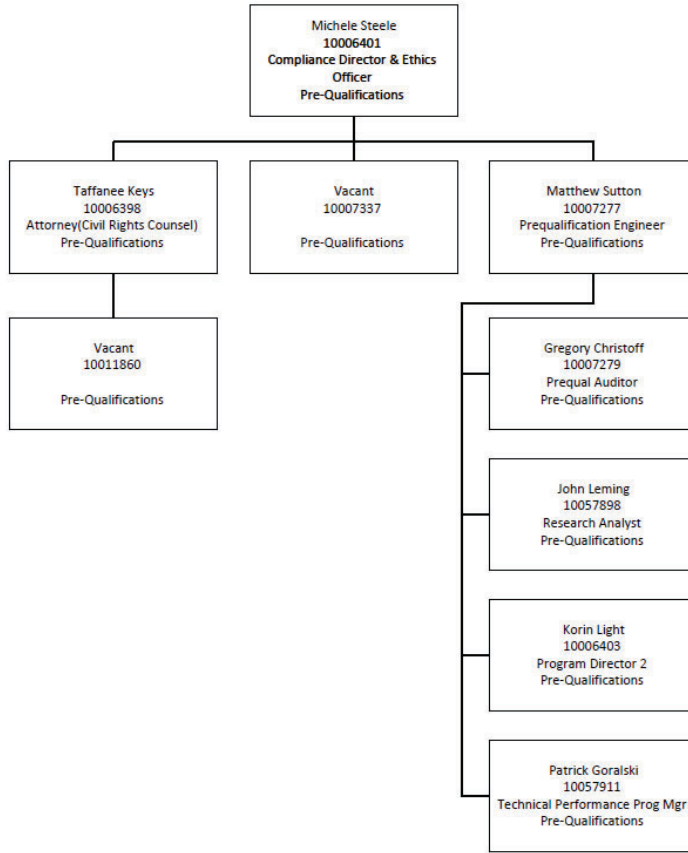 Michele Steele
10006401
Compliance Director & Ethics
Officer
Pre-Qualifications
Taffanee Keys
10006398
Attorney(Civil Rights Counsel)
Pre-Qualifications
Vacant
10007337
Pre-Qualifications
Matthew Sutton
10007277
Prequalification Engineer
Pre-Qualifications
Vacant
10011860
Pre-Qualifications
Gregory Christoff
10007279
Prequal Auditor
Pre-Qualifications
John Leming
10057898
Research Analyst
Pre-Qualifications
Korin Light
10006403
Program Director 2
Pre-Qualifications
Patrick Goralski
10057911
Technical Performance Prog Mgr
Pre-Qualifications